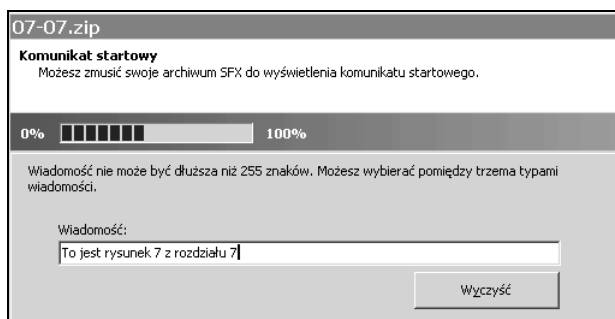 07-07.zip
Komunikat startowy
Możesz zmusić swoje archiwum SFX do wyświetlenia komunikatu startowego.
0% 100%
Wiadomość nie może być dłuższa niż 255 znaków. Możesz wybierać pomiędzy trzema typami
wiadomości.
Wiadomość:
To jest rysunek 7 z rozdziału 7
Wyczyść